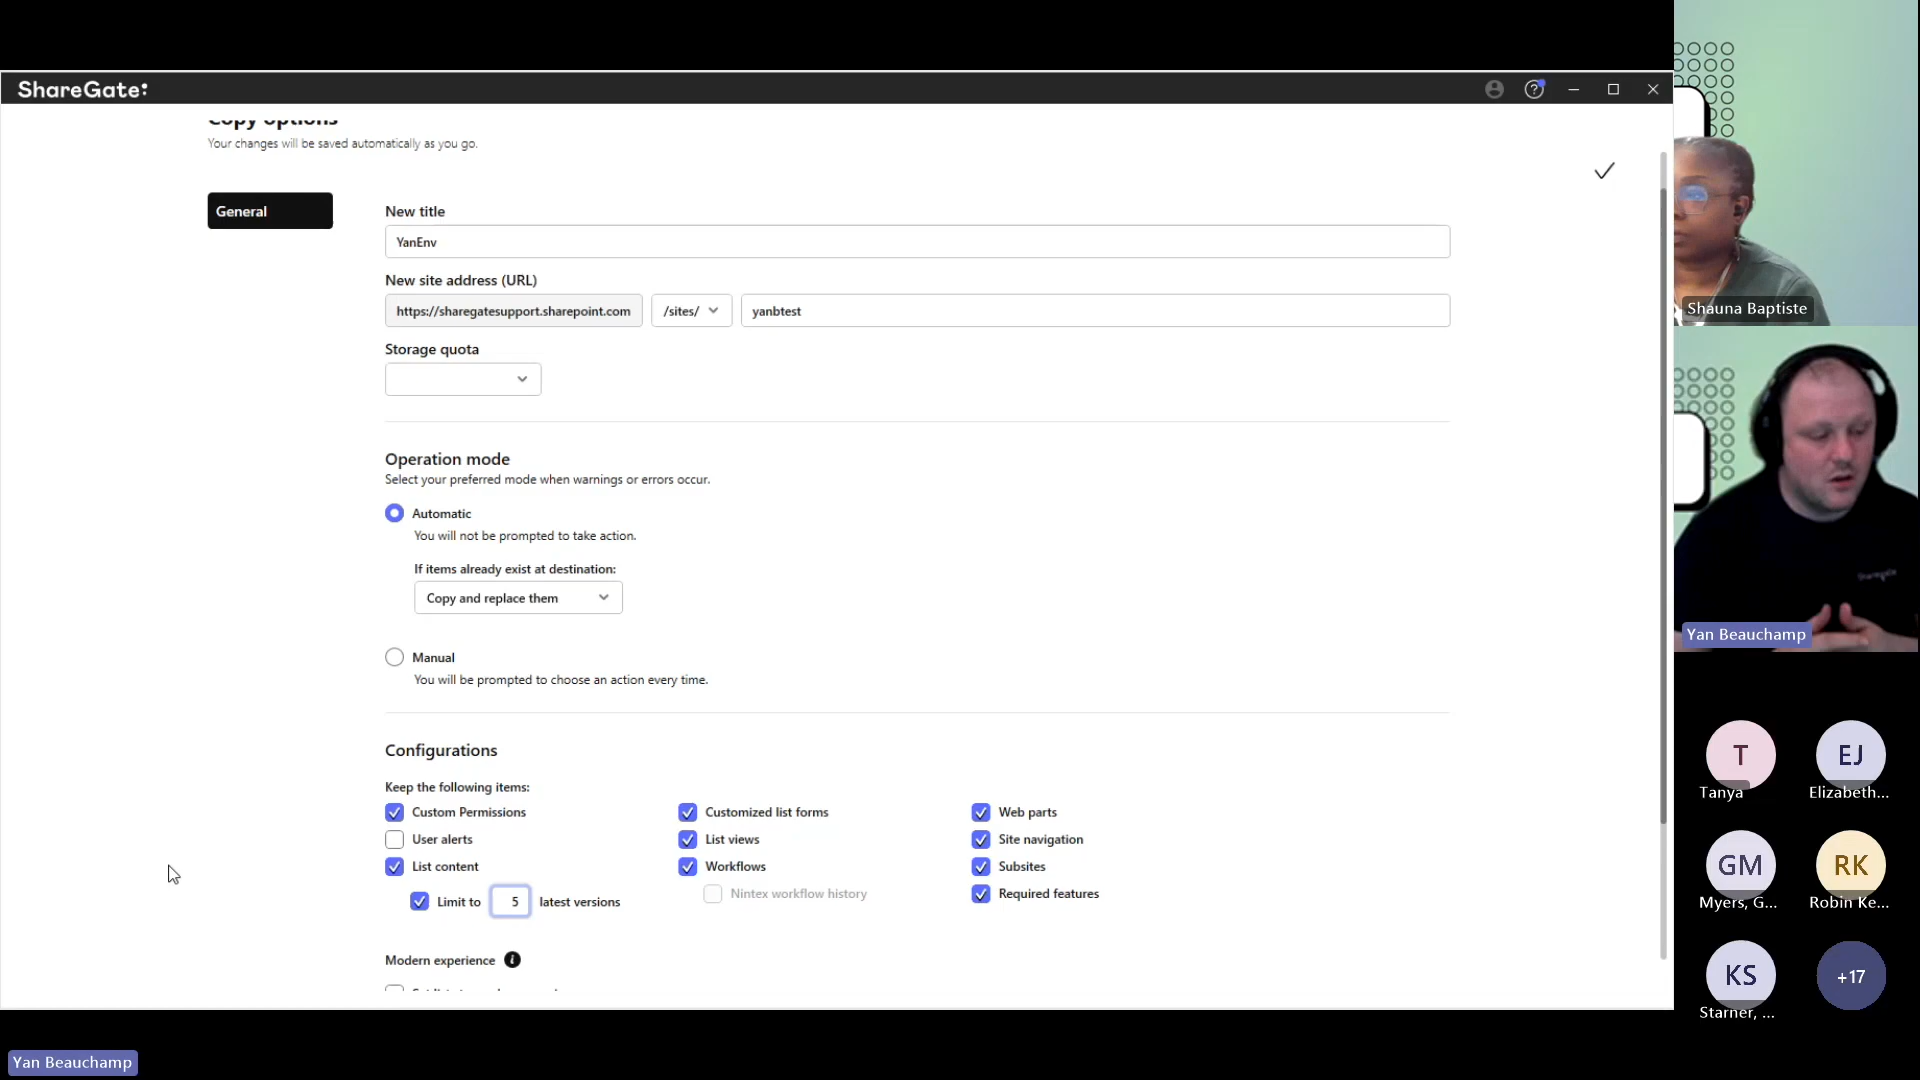 ShareGate:
Copy options
Your changes will be saved automatically as you go.
General
New title
YanEnv
New site address (URL)
https://sharegatesupport.sharepoint.com
/sites/
yanbtest
Storage quota
Operation mode
Select your preferred mode when warnings or errors occur.
Automatic
You will not be prompted to take action.
If items already exist at destination:
Copy and replace them
Manual
You will be prompted to choose an action every time.
Configurations
Keep the following items:
Custom Permissions
Customized list forms
Web parts
User alerts
List views
Site navigation
List content
Workflows
Subsites
Limit to 5 latest versions
Nintex workflow history
Required features
Modern experience
Shauna Baptiste
Sharegate
Yan Beauchamp
T
Tanya
EJ
Elizabeth...
GM
Myers, G...
RK
Robin Ke...
KS
Starner, ...
+17
Yan Beauchamp